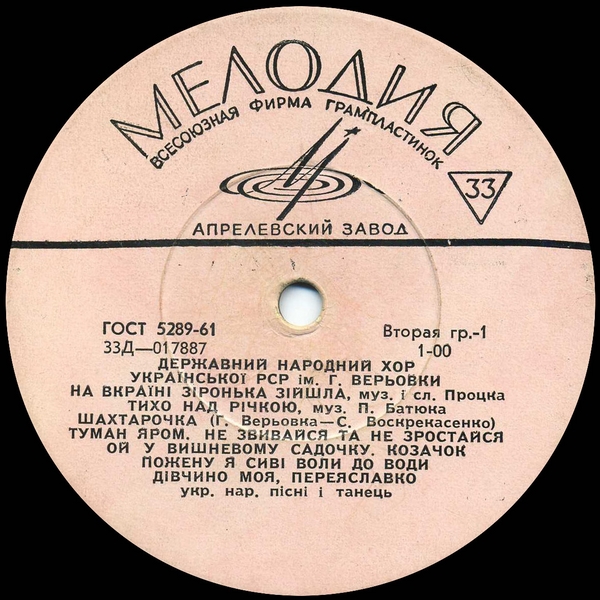 МЕЛОДИЯ
ВСЕСОЮЗНАЯ ФИРМА ГРАМПЛАСТИНОК
33
АПРЕЛЕВСКИЙ ЗАВОД
ГОСТ 5289-61 Вторая гр.-1
33Д—017887 1-00
ДЕРЖАВНИЙ НАРОДНИЙ ХОР
УКРАЇНСЬКОЇ РСР ім. Г. ВЕРЬОВКИ
НА ВКРАЇНІ ЗІРОНЬКА ЗІЙШЛА, муз. і сл. Процка
ТИХО НАД РІЧКОЮ, муз. П. Батюка
ШАХТАРОЧКА (Г. Верьовка—С. Воскрекасенко)
ТУМАН ЯРОМ. НЕ ЗВИВАЙСЯ ТА НЕ ЗРОСТАЙСЯ
ОЙ У ВИШНЕВОМУ САДОЧКУ. КОЗАЧОК
ПОЖЕНУ Я СИВІ ВОЛИ ДО ВОДИ
ДІВЧИНО МОЯ, ПЕРЕЯСЛАВКО
укр. нар. пісні і танець